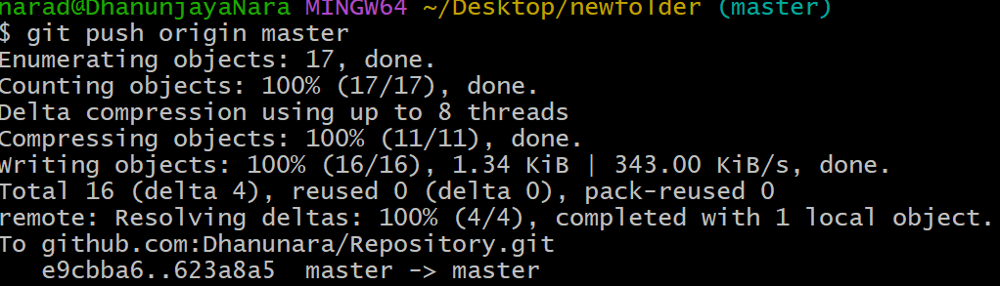 narad@DhanunjayaNara MINGW64 ~/Desktop/newfolder (master)
$ git push origin master
Enumerating objects: 17, done.
Counting objects: 100% (17/17), done.
Delta compression using up to 8 threads
Compressing objects: 100% (11/11), done.
Writing objects: 100% (16/16), 1.34 KiB | 343.00 KiB/s, done.
Total 16 (delta 4), reused 0 (delta 0), pack-reused 0
remote: Resolving deltas: 100% (4/4), completed with 1 local object.
To github.com:Dhanunara/Repository.git
   e9cbba6..623a8a5  master -> master